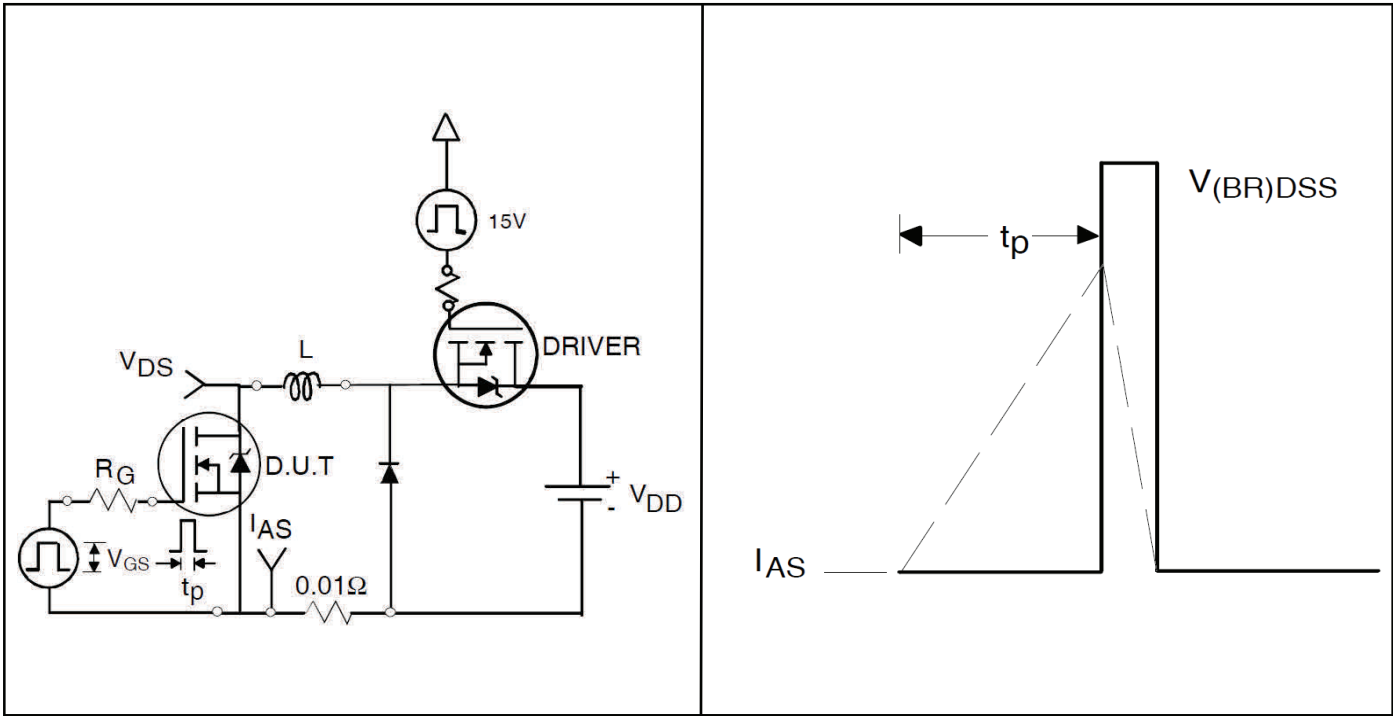 15V
DRIVER
L
VDS
D.U.T
RG
+
VDD
-
IAS
VGS
tp
0.01Ω
V(BR)DSS
tp
IAS